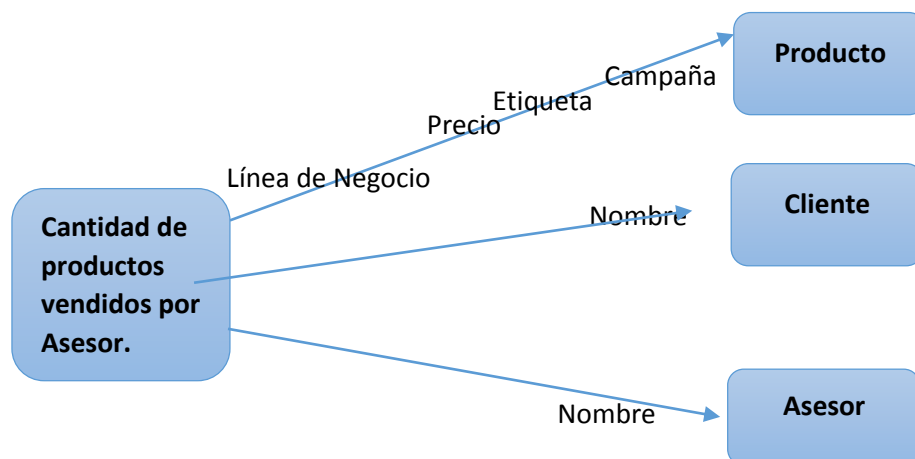 Producto
Campaña
Etiqueta
Precio
Línea de Negocio
Cantidad de
productos
vendidos por
Asesor.
Nombre
Cliente
Nombre
Asesor